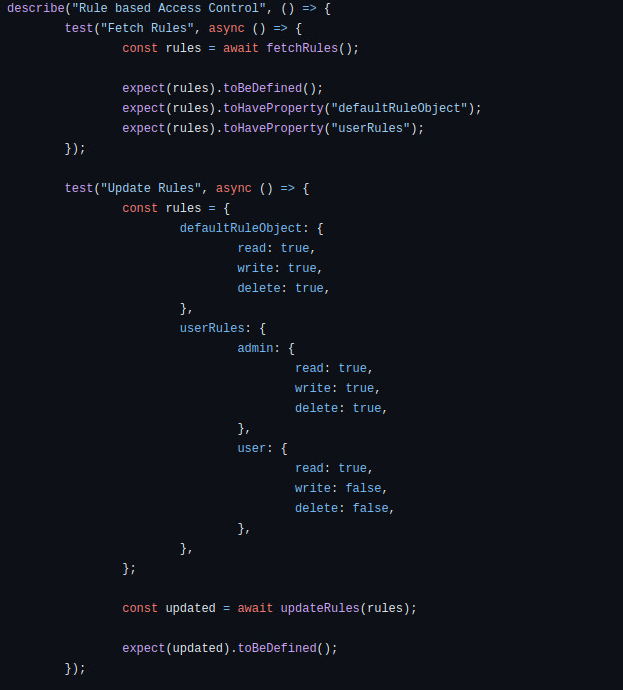 describe("Rule based Access Control", () => {
test("Fetch Rules", async () => {
const rules = await fetchRules();
expect(rules).toBeDefined();
expect(rules).toHaveProperty("defaultRuleObject");
expect(rules).toHaveProperty("userRules");
});
test("Update Rules", async () => {
const rules = {
defaultRuleObject: {
read: true,
write: true,
delete: true,
},
userRules: {
admin: {
read: true,
write: true,
delete: true,
},
user: {
read: true,
write: false,
delete: false,
},
},
};
const updated = await updateRules(rules);
expect(updated).toBeDefined();
});